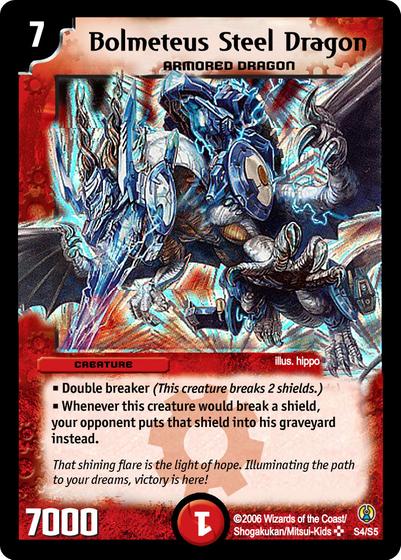 7
Bolmeteus Steel Dragon
ARMORED DRAGON
illus. hippo
CREATURE
▪ Double breaker (This creature breaks 2 shields.)
▪ Whenever this creature would break a shield,
your opponent puts that shield into his graveyard
instead.
That shining flare is the light of hope. Illuminating the path
to your dreams, victory is here!
7000
1
©2006 Wizards of the Coast/
Shogakukan/Mitsui-Kids
S4/S5